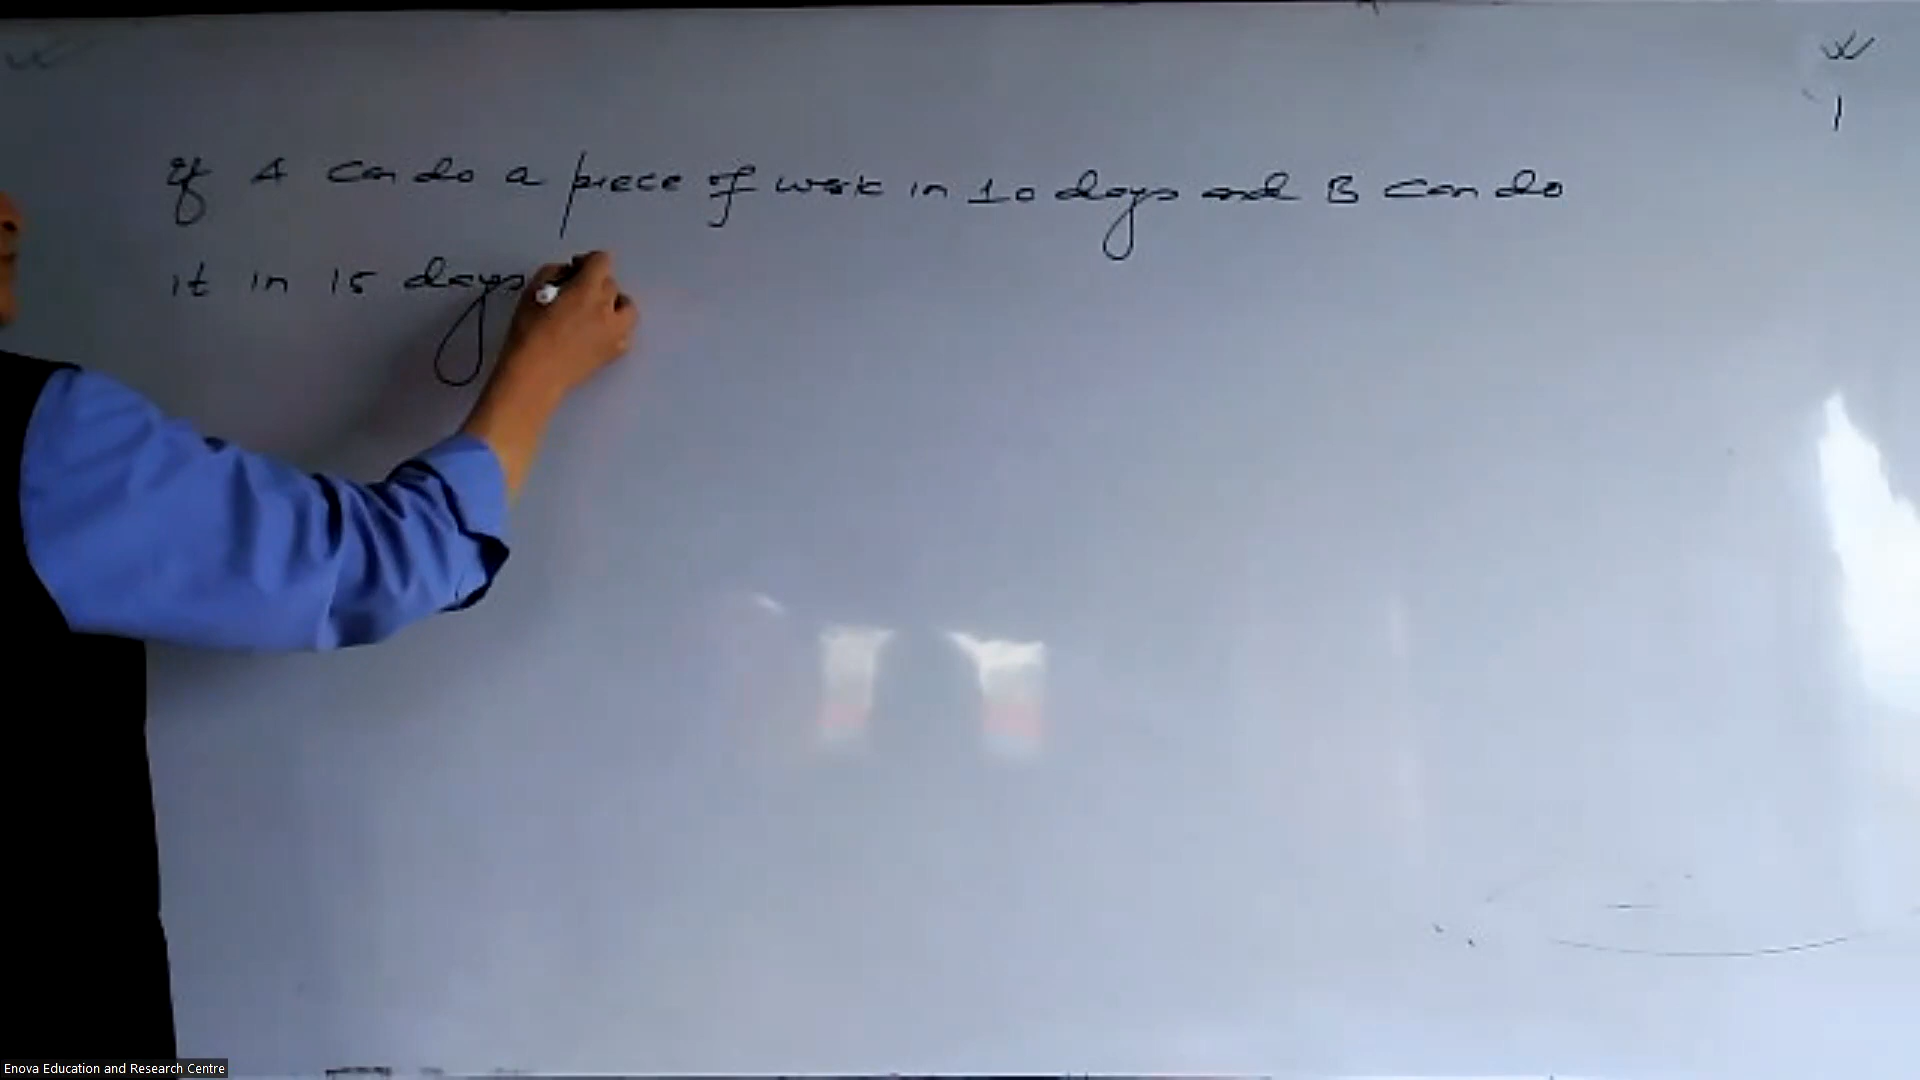 If A can do a piece of work in 10 days and B can do
it in 15 days
Enova Education and Research Centre